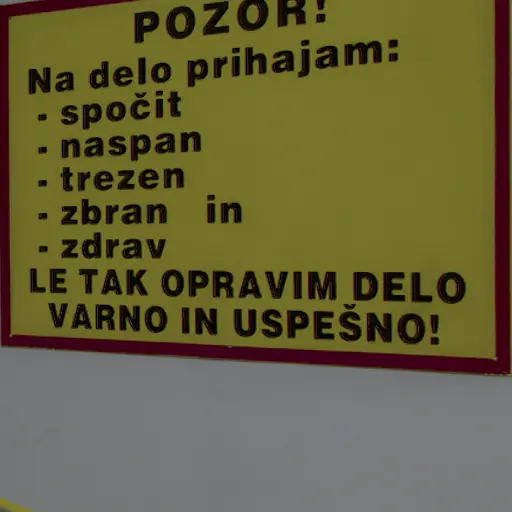 POZOR!
Na delo prihajam:
- spočit
- naspan
- trezen
- zbran in
- zdrav
LE TAK OPRAVIM DELO
VARNO IN USPEŠNO!